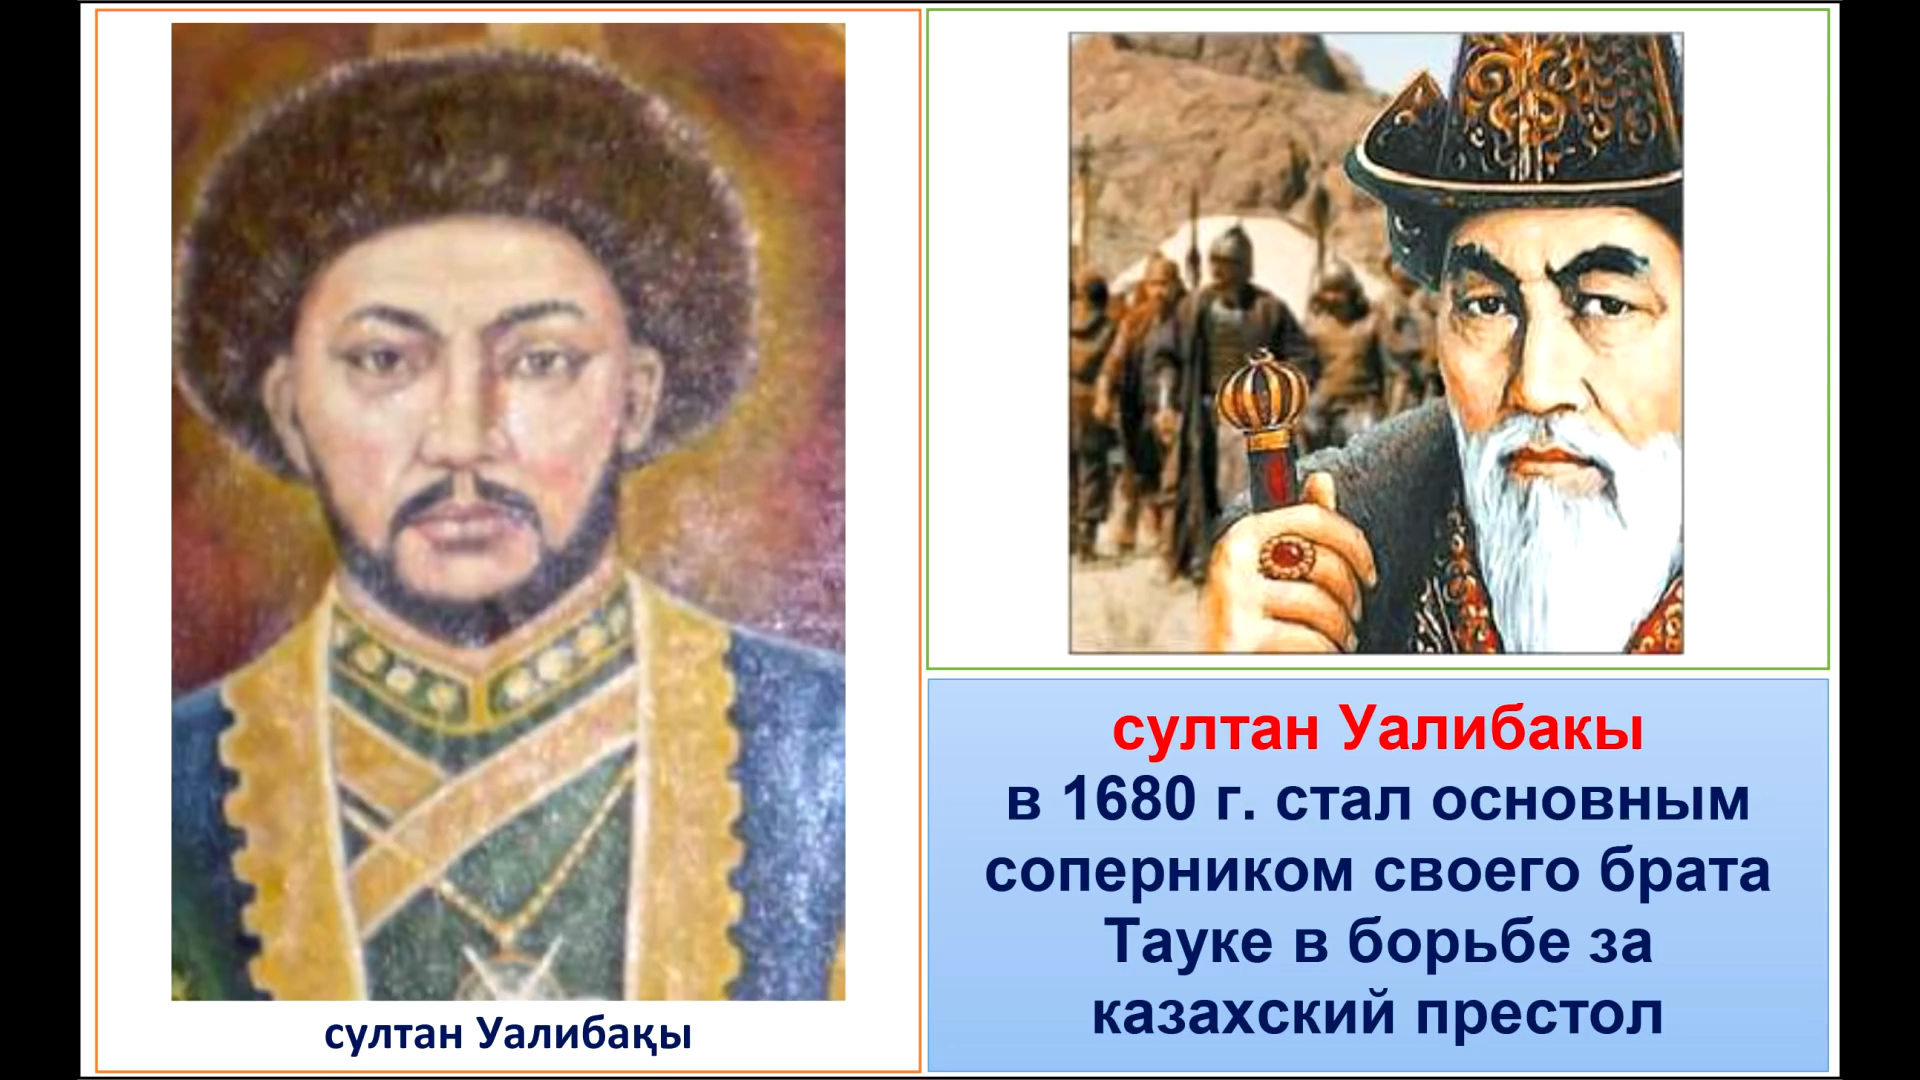 султан Уалибақы
султан Уалибакы
в 1680 г. стал основным
соперником своего брата
Тауке в борьбе за
казахский престол